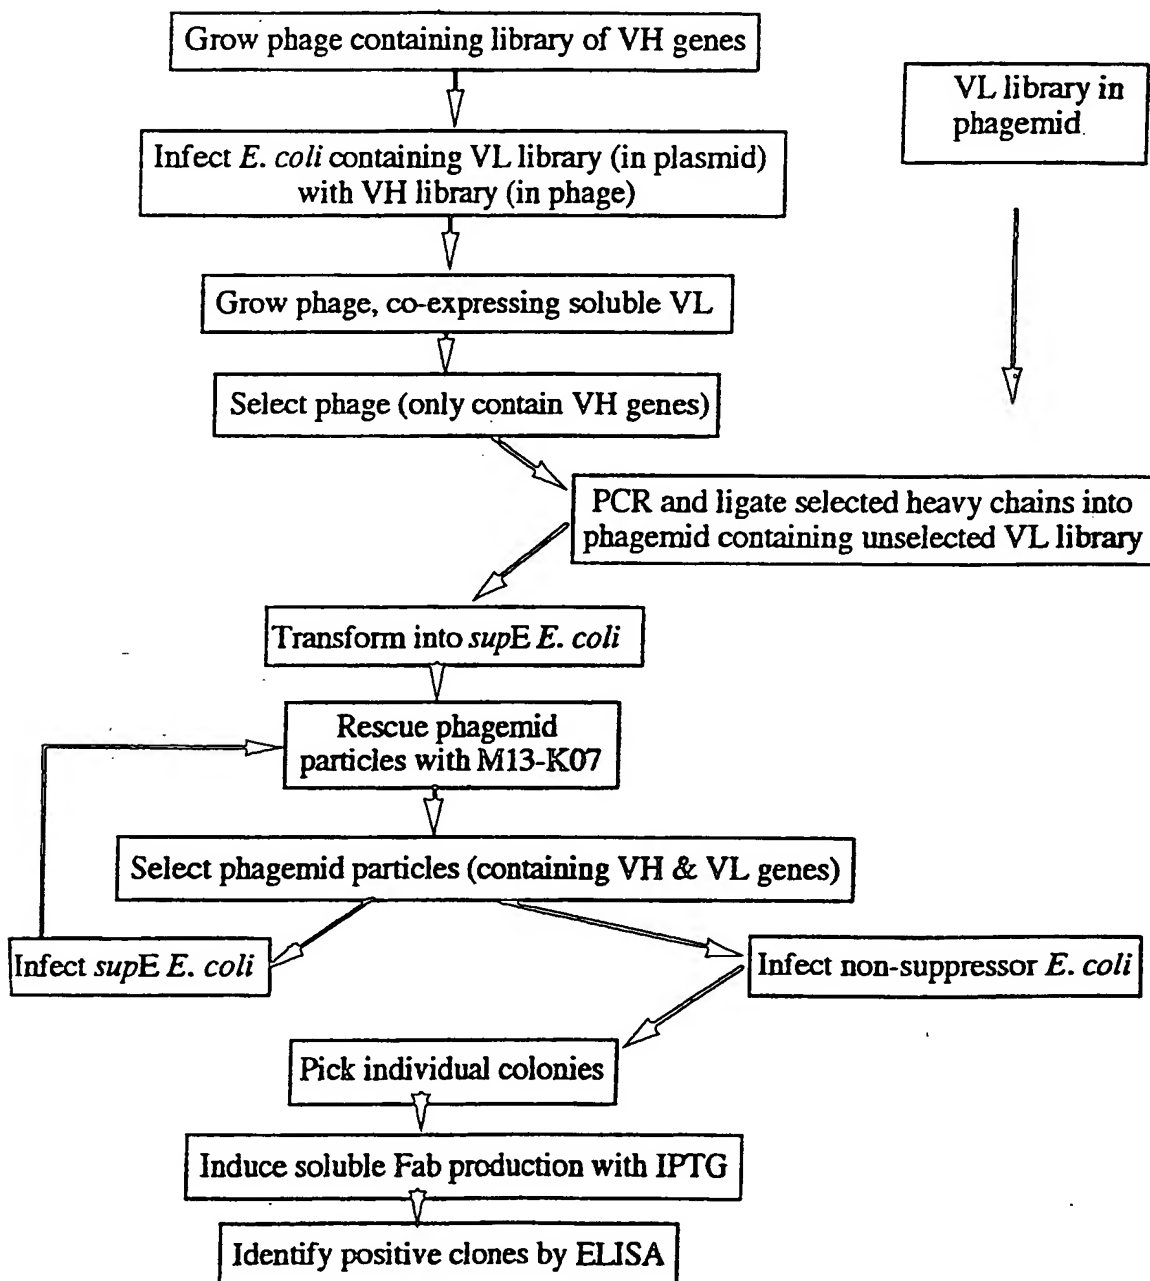 Grow phage containing library of VH genes
VL library in
phagemid.
Infect E. coli containing VL library (in plasmid)
with VH library (in phage)
Grow phage, co-expressing soluble VL
Select phage (only contain VH genes)
PCR and ligate selected heavy chains into
phagemid containing unselected VL library
Transform into supE E. coli
Rescue phagemid
particles with M13-K07
Select phagemid particles (containing VH & VL genes)
Infect supE E. coli
Infect non-suppressor E. coli
Pick individual colonies
Induce soluble Fab production with IPTG
Identify positive clones by ELISA